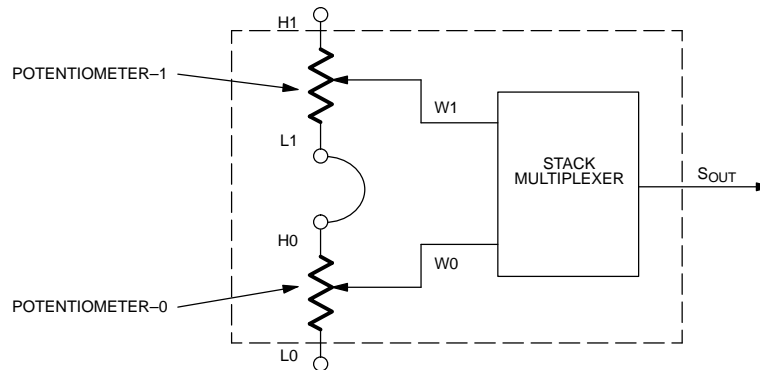 H1
POTENTIOMETER–1
W1
L1
STACK
MULTIPLEXER
SOUT
H0
W0
POTENTIOMETER–0
L0